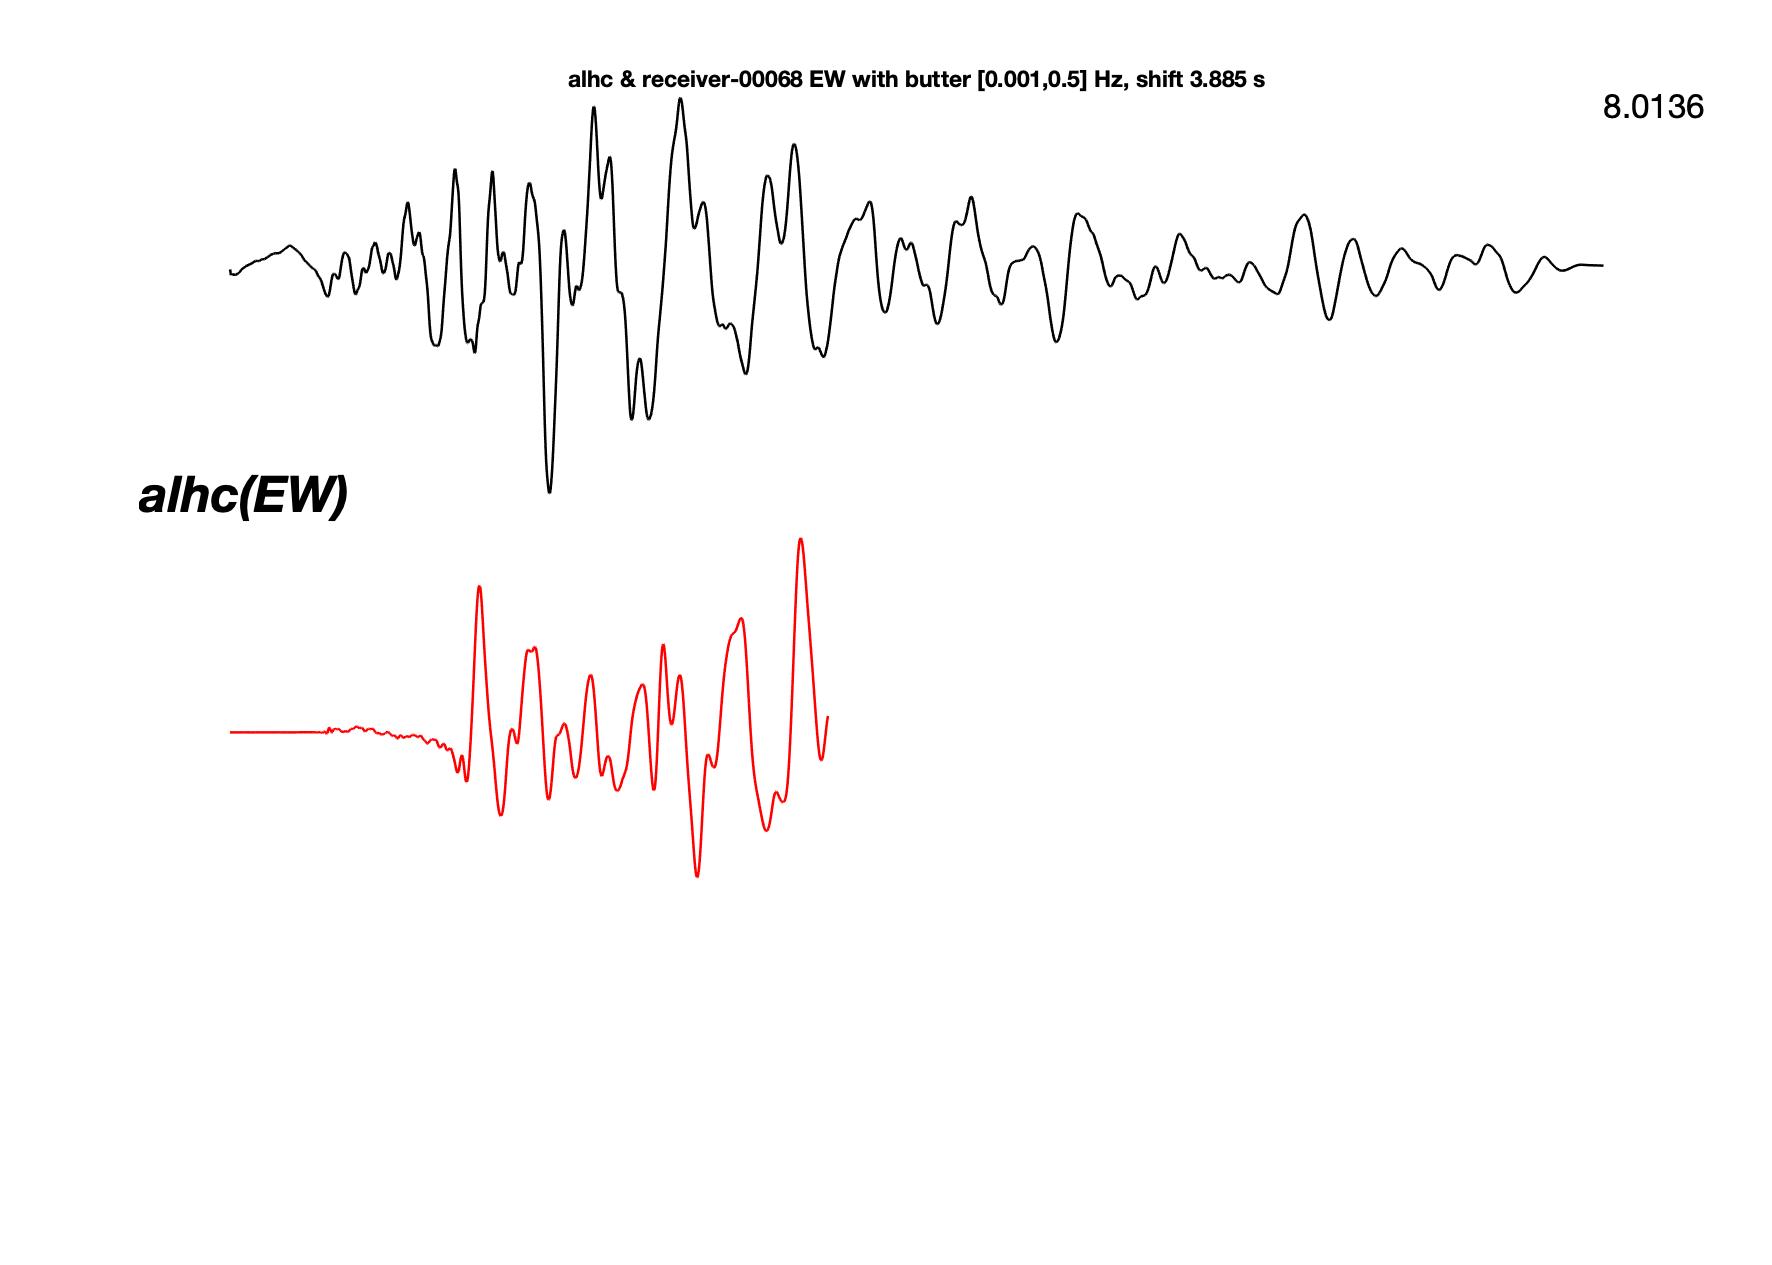 alhc & receiver-00068 EW with butter [0.001,0.5] Hz, shift 3.885 s
8.0136
alhc(EW)